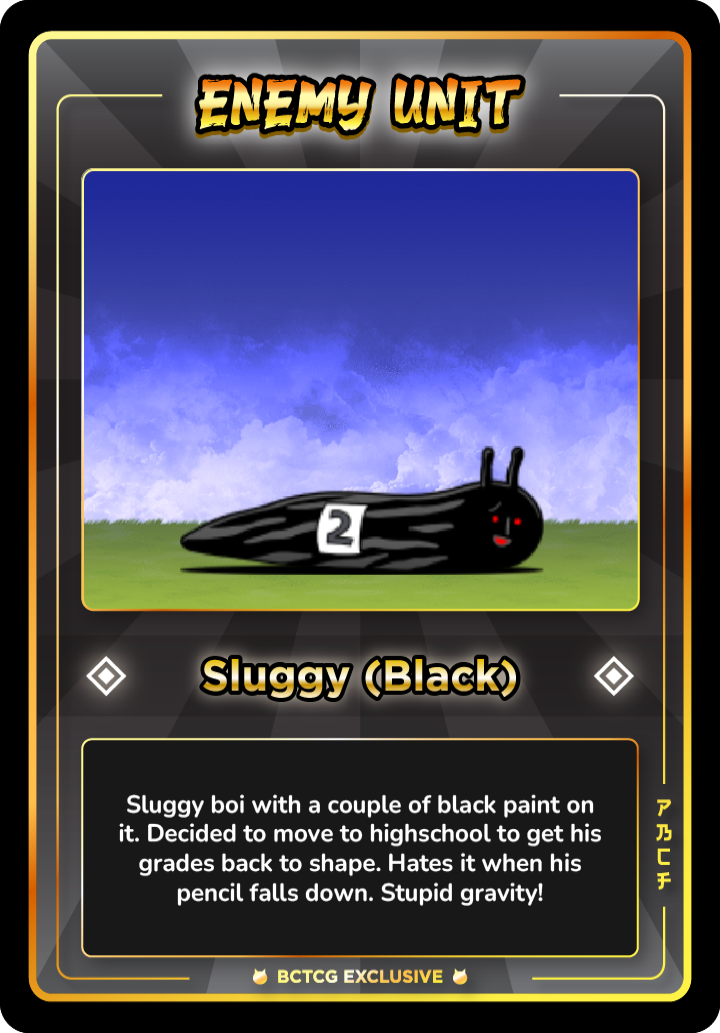 ENEMY UNIT
2
Sluggy (Black)
Sluggy boi with a couple of black paint on
it. Decided to move to highschool to get his
grades back to shape. Hates it when his
pencil falls down. Stupid gravity!
BCTCG EXCLUSIVE